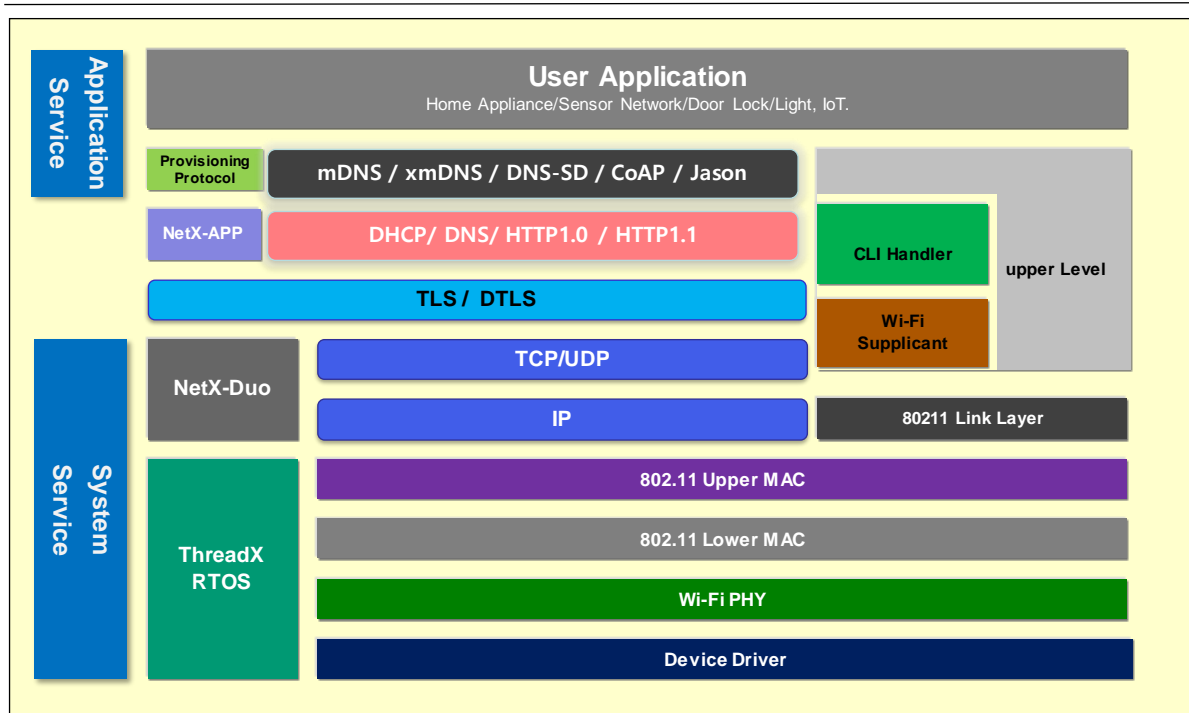 Application
Service
User Application
Home Appliance/Sensor Network/Door Lock/Light, IoT.
Provisioning
Protocol
mDNS / xmDNS / DNS-SD / CoAP / Jason
NetX-APP
DHCP/ DNS/ HTTP1.0 / HTTP1.1
CLI Handler
upper Level
TLS / DTLS
Wi-Fi
Supplicant
System
Service
NetX-Duo
TCP/UDP
IP
80211 Link Layer
ThreadX
RTOS
802.11 Upper MAC
802.11 Lower MAC
Wi-Fi PHY
Device Driver